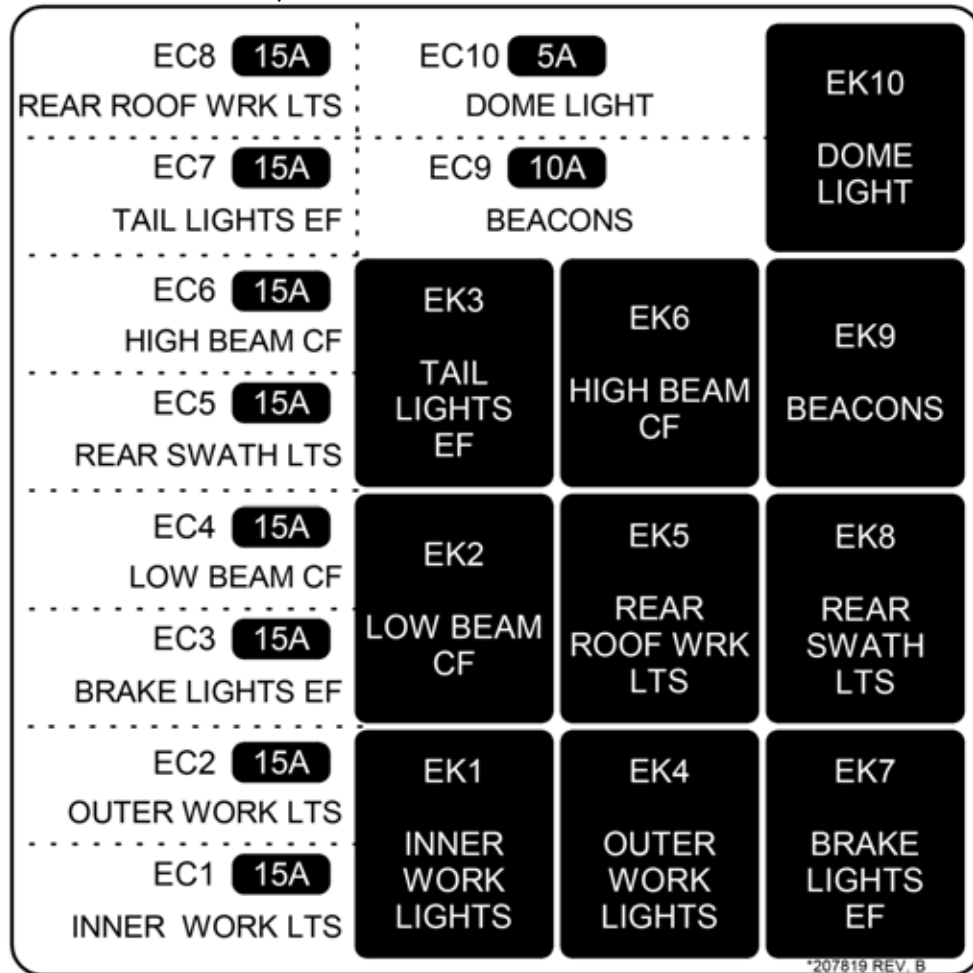 EC8 15A
REAR ROOF WRK LTS
EC10 5A
DOME LIGHT
EK10
DOME
LIGHT
EC7 15A
TAIL LIGHTS EF
EC9 10A
BEACONS
EC6 15A
HIGH BEAM CF
EC5 15A
REAR SWATH LTS
EK3
TAIL
LIGHTS
EF
EK6
HIGH BEAM
CF
EK9
BEACONS
EC4 15A
LOW BEAM CF
EC3 15A
BRAKE LIGHTS EF
EK2
LOW BEAM
CF
EK5
REAR
ROOF WRK
LTS
EK8
REAR
SWATH
LTS
EC2 15A
OUTER WORK LTS
EC1 15A
INNER WORK LTS
EK1
INNER
WORK
LIGHTS
EK4
OUTER
WORK
LIGHTS
EK7
BRAKE
LIGHTS
EF
*207819 REV. B